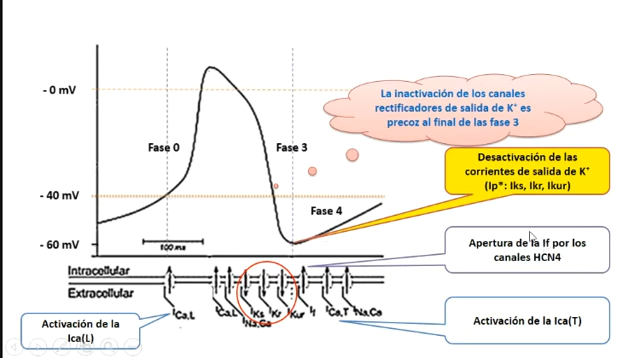 - 0 mV
La inactivación de los canales
rectificadores de salida de K⁺ es
precoz al final de las fase 3
Fase 0
Fase 3
Desactivación de las
corrientes de salida de K⁺
(Ip*: Iks, Ikr, Ikur)
- 40 mV
Fase 4
- 60 mV
100 ms
Apertura de la If por los
canales HCN4
Intracellular
Extracellular
ICa,L
ICa,L
INa,Ca
IKs
IKr
IKur
If
ICa,T
INa,Ca
Activación de la
Ica(L)
Activación de la Ica(T)